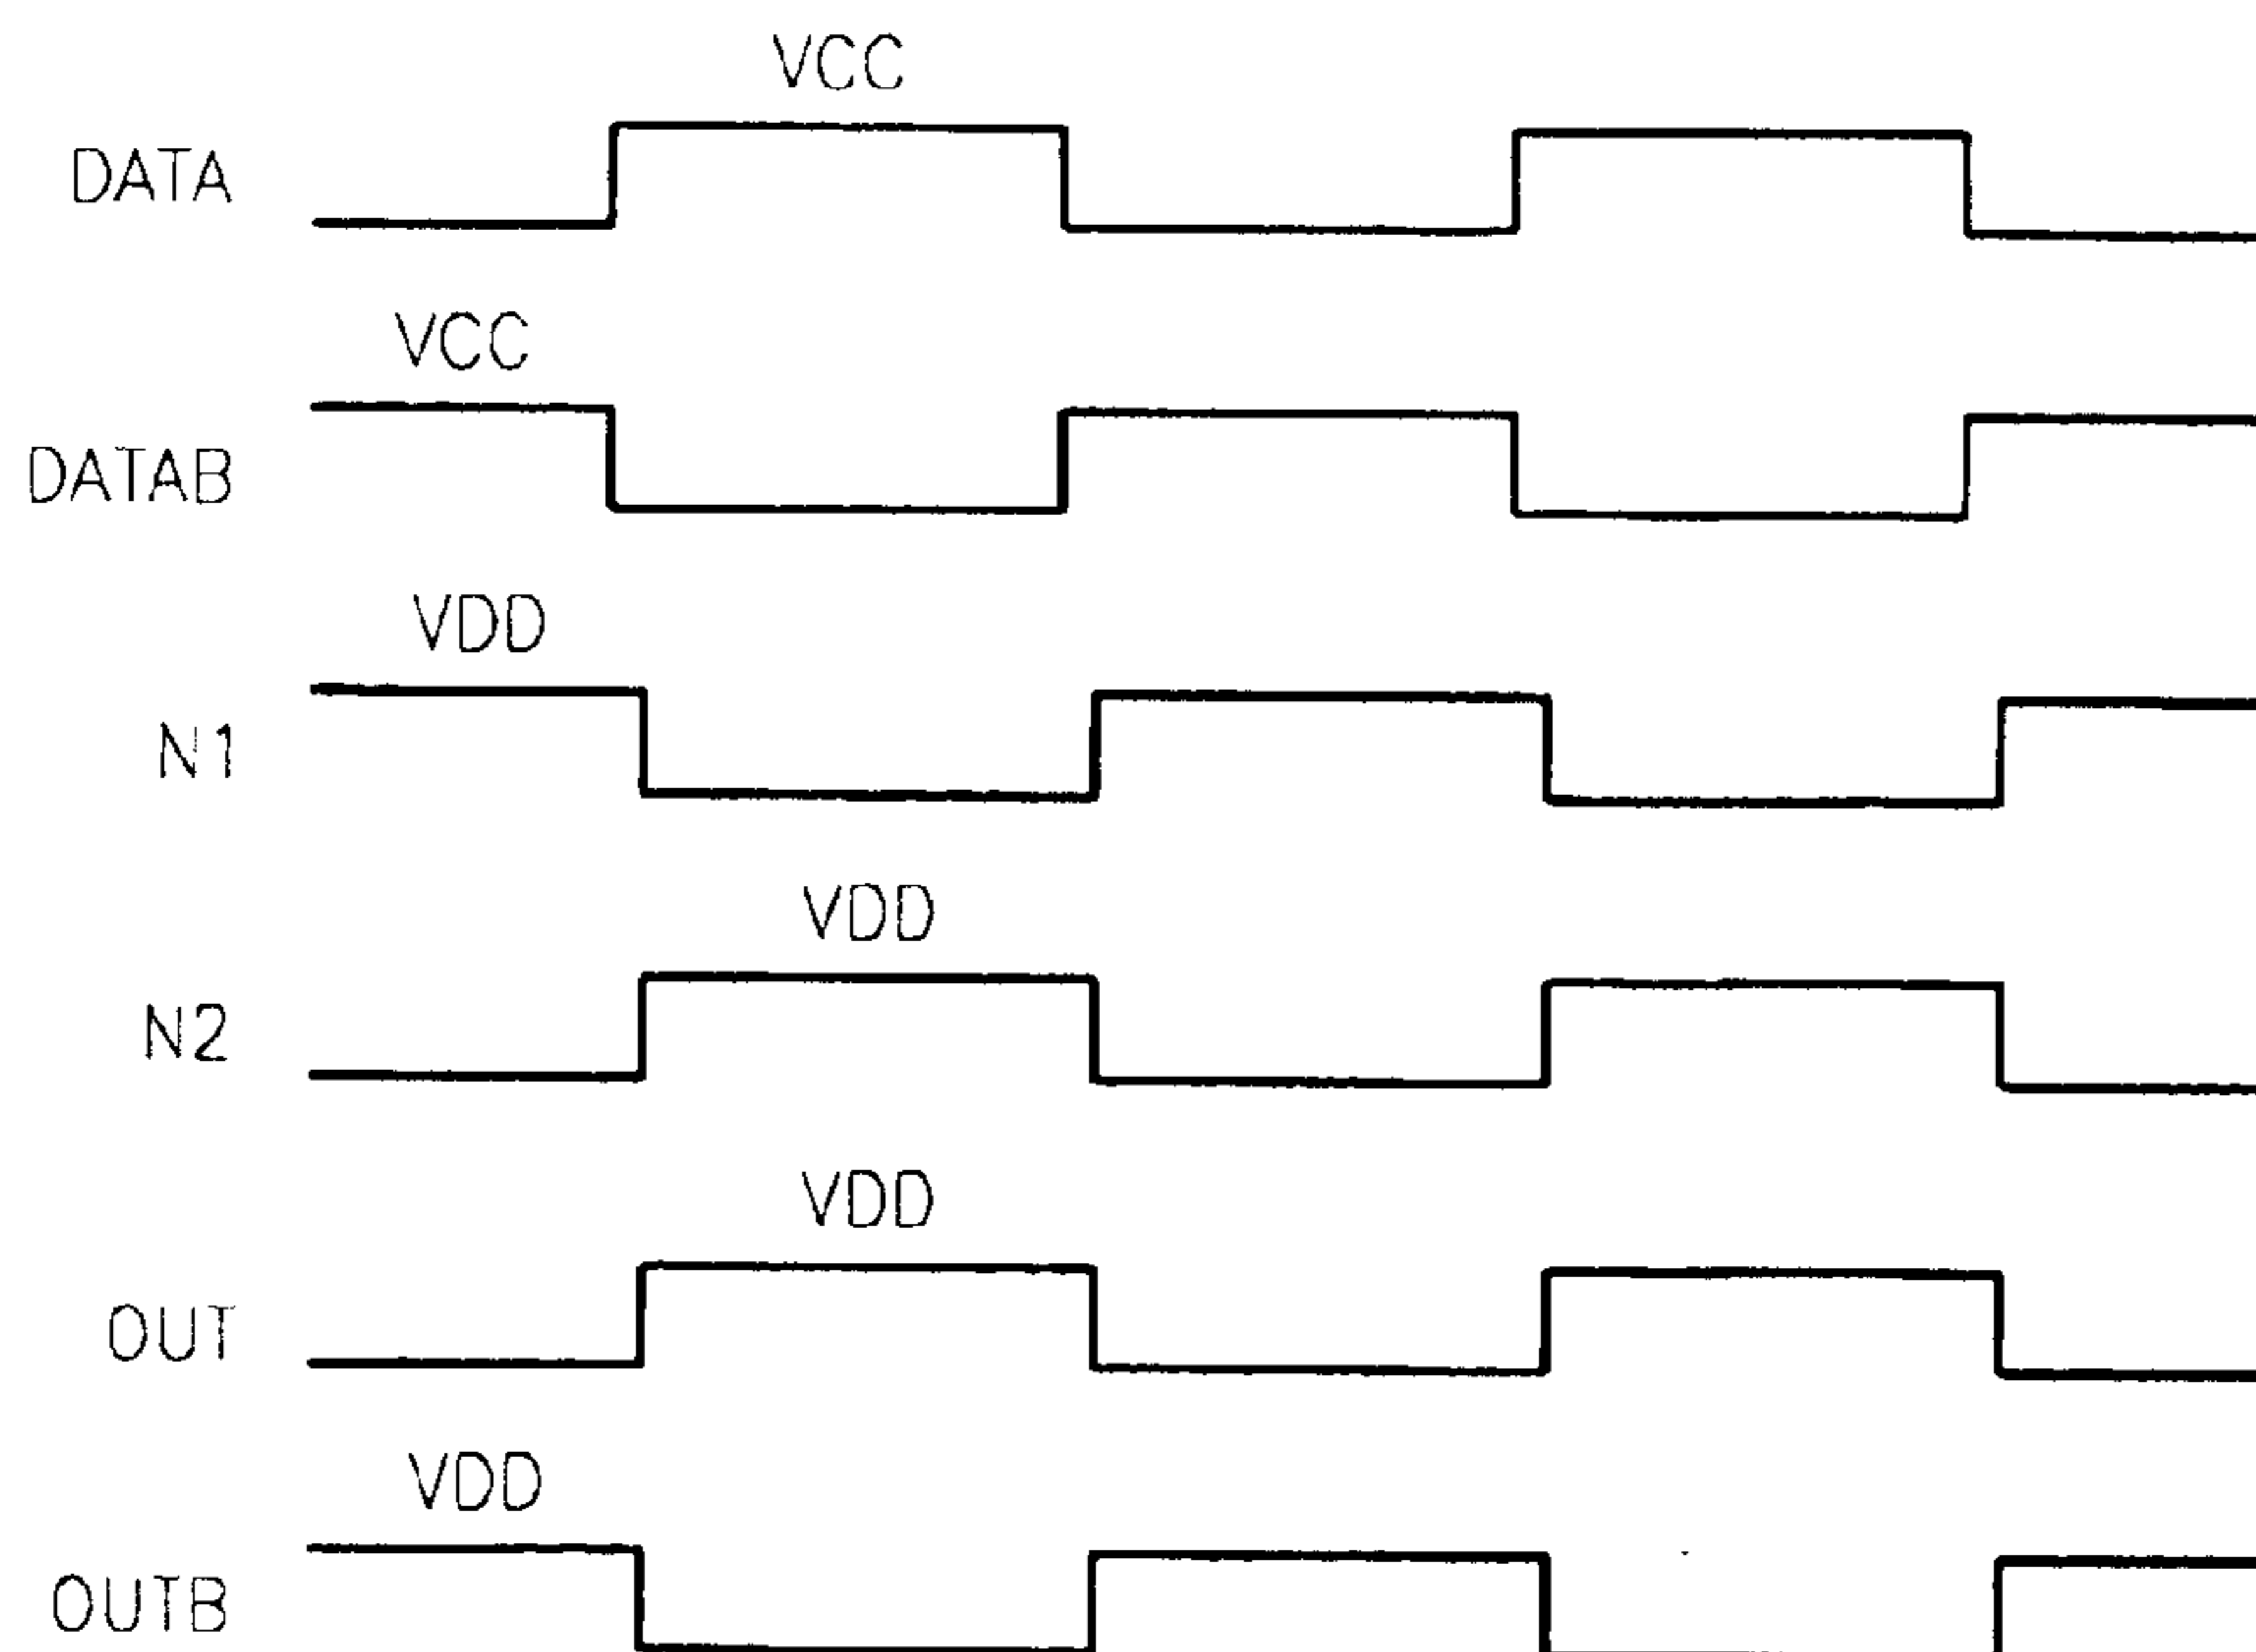 VCC
DATA
VCC
DATAB
VDD
N1
VDD
N2
VDD
OUT
VDD
OUTB